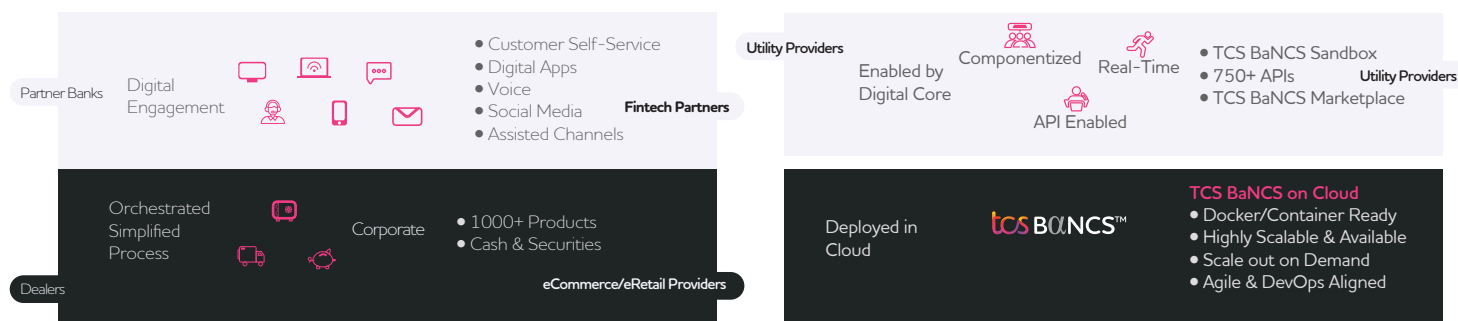 Partner Banks
Digital
Engagement
• Customer Self-Service
• Digital Apps
• Voice
• Social Media
• Assisted Channels
Fintech Partners
Utility Providers
Enabled by
Digital Core
Componentized
Real-Time
API Enabled
• TCS BaNCS Sandbox
• 750+ APIs
• TCS BaNCS Marketplace
Utility Providers
Orchestrated
Simplified
Process
Corporate
• 1000+ Products
• Cash & Securities
Dealers
eCommerce/eRetail Providers
Deployed in
Cloud
tcs BαNCS™
TCS BaNCS on Cloud
• Docker/Container Ready
• Highly Scalable & Available
• Scale out on Demand
• Agile & DevOps Aligned